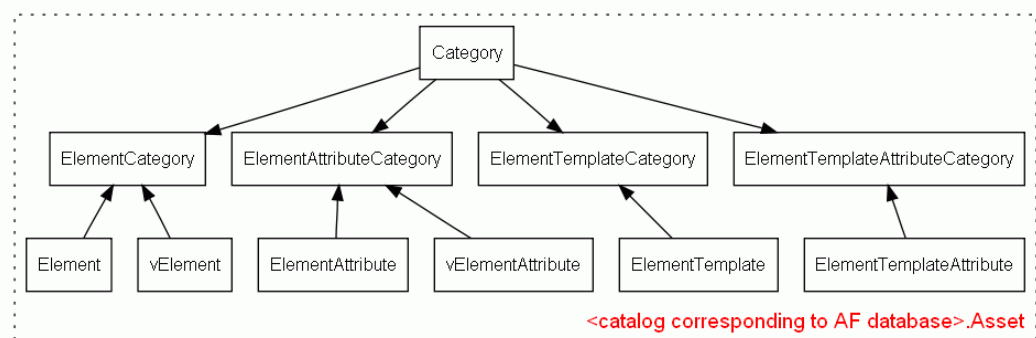 Category
ElementCategory
ElementAttributeCategory
ElementTemplateCategory
ElementTemplateAttributeCategory
Element
vElement
ElementAttribute
vElementAttribute
ElementTemplate
ElementTemplateAttribute
<catalog corresponding to AF database>.Asset